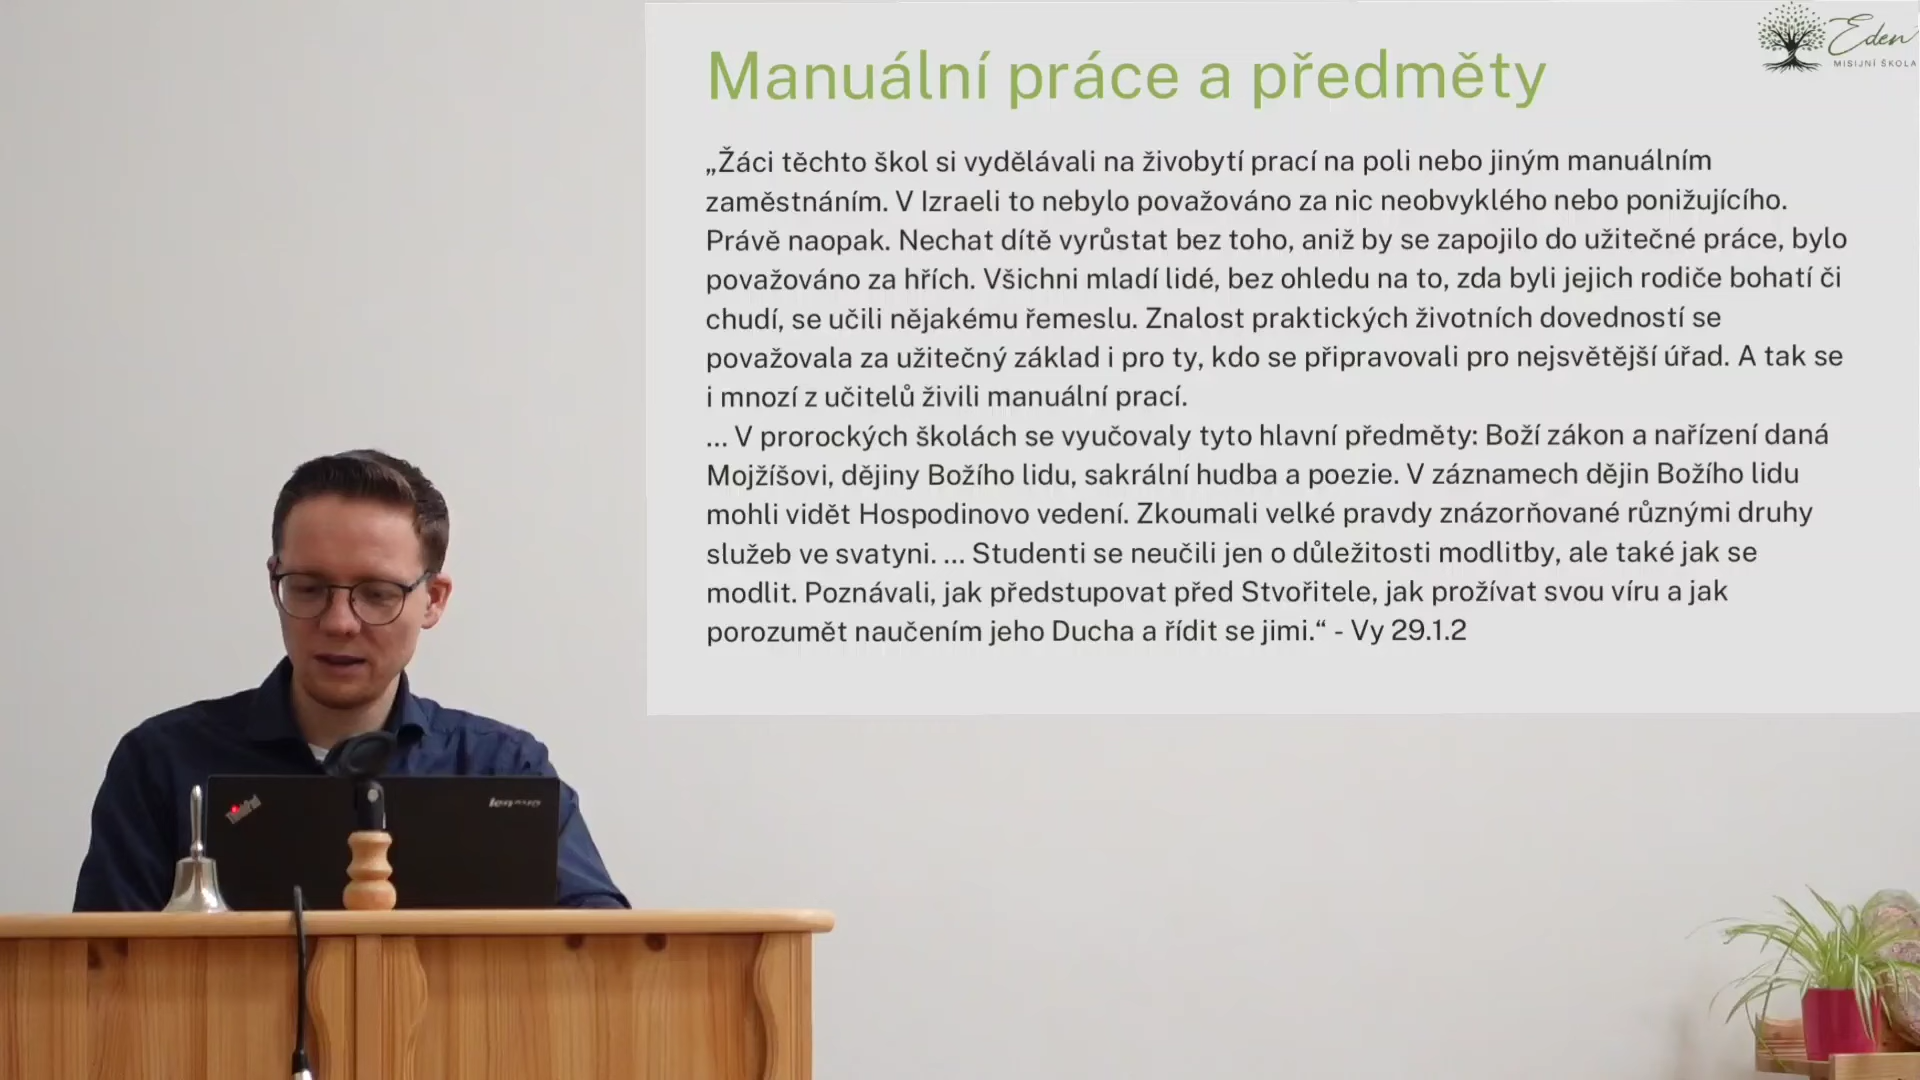 Manuální práce a předměty
Eden
MISIJNÍ ŠKOLA
„Žáci těchto škol si vydělávali na živobytí prací na poli nebo jiným manuálním
zaměstnáním. V Izraeli to nebylo považováno za nic neobvyklého nebo ponižujícího.
Právě naopak. Nechat dítě vyrůstat bez toho, aniž by se zapojilo do užitečné práce, bylo
považováno za hřích. Všichni mladí lidé, bez ohledu na to, zda byli jejich rodiče bohatí či
chudí, se učili nějakému řemeslu. Znalost praktických životních dovedností se
považovala za užitečný základ i pro ty, kdo se připravovali pro nejsvětější úřad. A tak se
i mnozí z učitelů živili manuální prací.
... V prorockých školách se vyučovaly tyto hlavní předměty: Boží zákon a nařízení daná
Mojžíšovi, dějiny Božího lidu, sakrální hudba a poezie. V záznamech dějin Božího lidu
mohli vidět Hospodinovo vedení. Zkoumali velké pravdy znázorňované různými druhy
služeb ve svatyni. ... Studenti se neučili jen o důležitosti modlitby, ale také jak se
modlit. Poznávali, jak předstupovat před Stvořitele, jak prožívat svou víru a jak
porozumět naučením jeho Ducha a řídit se jimi.“ - Vy 29.1.2
ThinkPad
lenovo